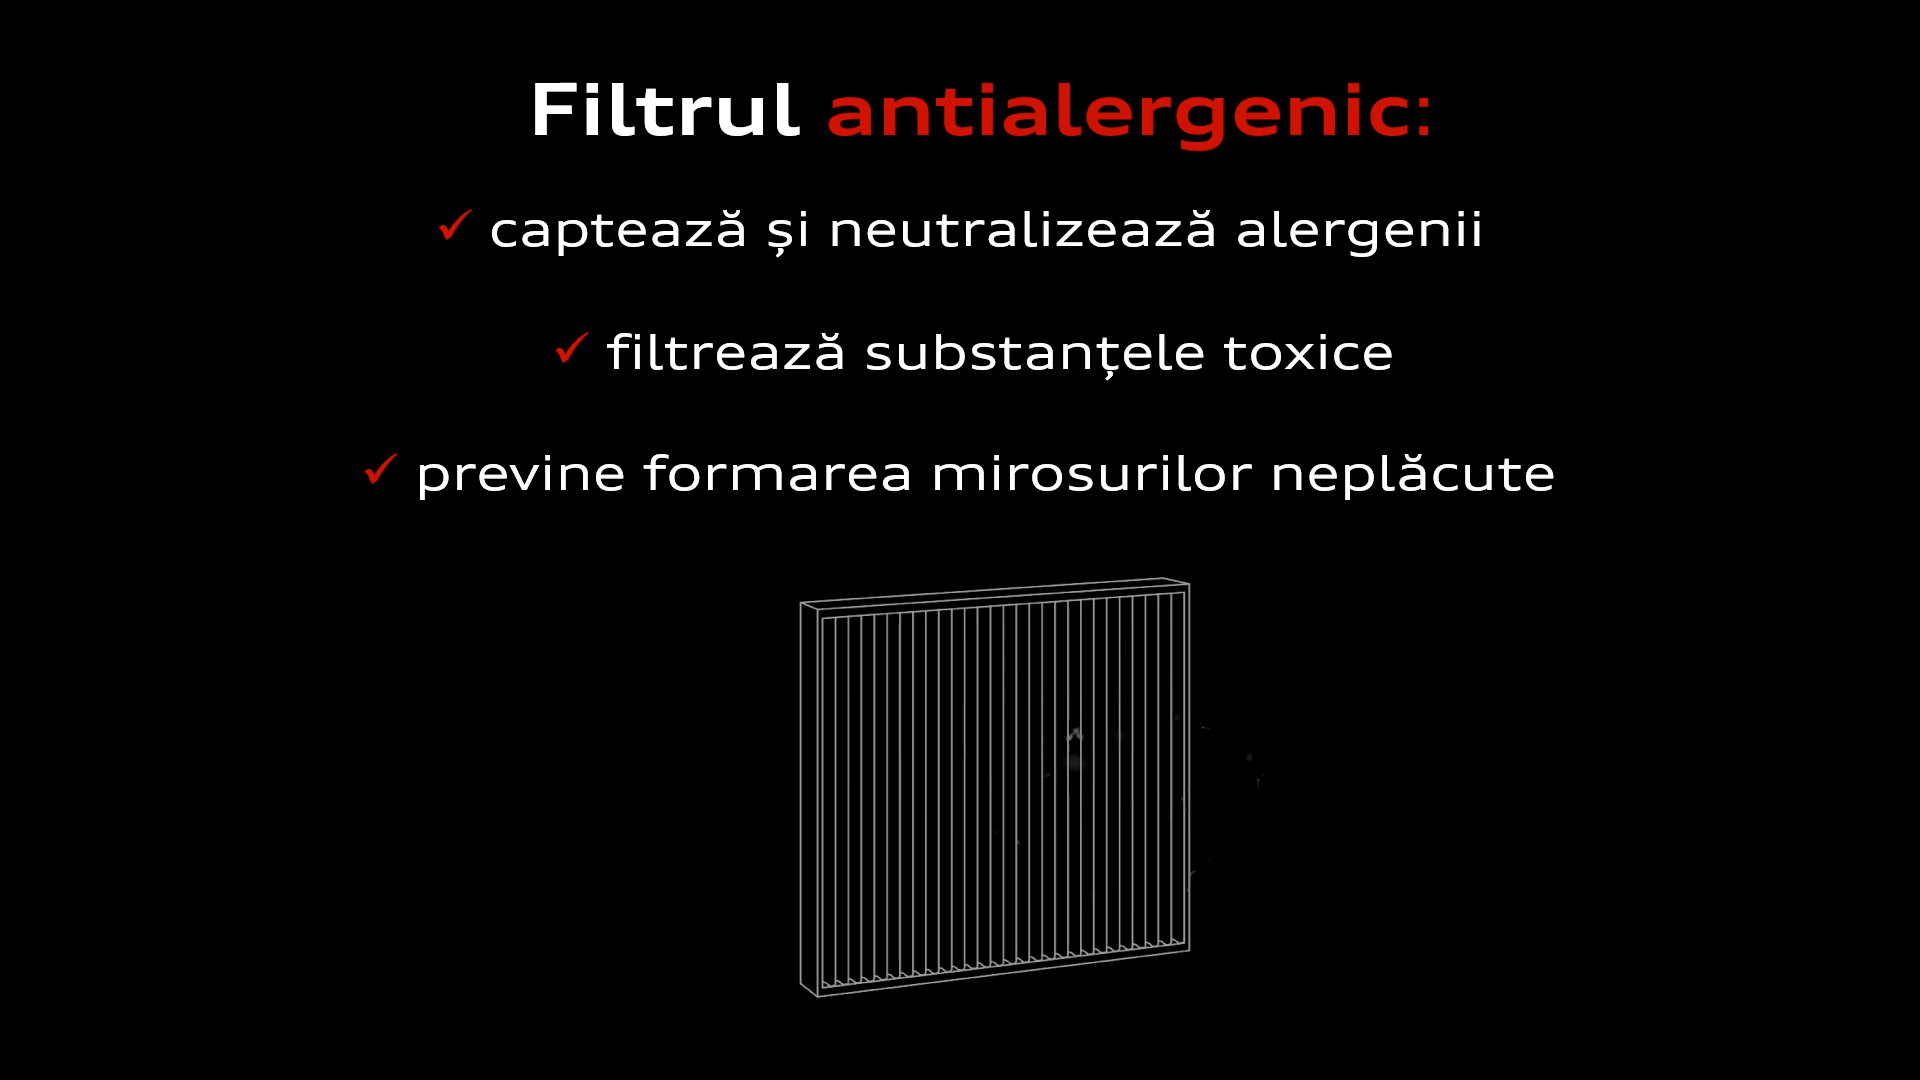 Filtrul antialergenic:
✓ captează și neutralizează alergenii
✓ filtrează substanțele toxice
✓ previne formarea mirosurilor neplăcute